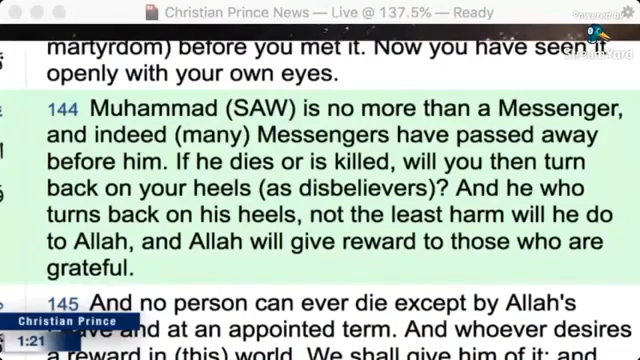 Christian Prince News — Live @ 137.5% — Ready
Powered by
StreamYard
martyrdom) before you met it. Now you have seen it
openly with your own eyes.
144 Muhammad (SAW) is no more than a Messenger,
and indeed (many) Messengers have passed away
before him. If he dies or is killed, will you then turn
back on your heels (as disbelievers)? And he who
turns back on his heels, not the least harm will he do
to Allah, and Allah will give reward to those who are
grateful.
145 And no person can ever die except by Allah's
and at an appointed term. And whoever desires
a reward in (this) world, We shall give him of it; and
Christian Prince
1:21